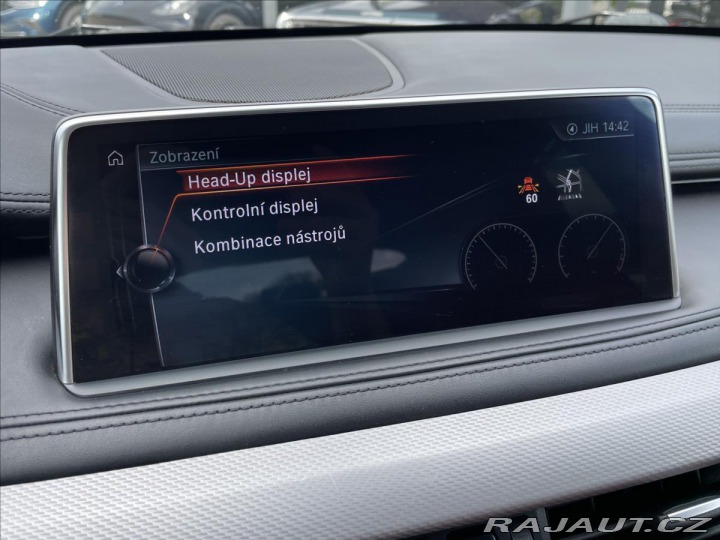 JIH 14:42
Zobrazení
Head-Up displej
Kontrolní displej
Kombinace nástrojů
60
RAJAUT.CZ